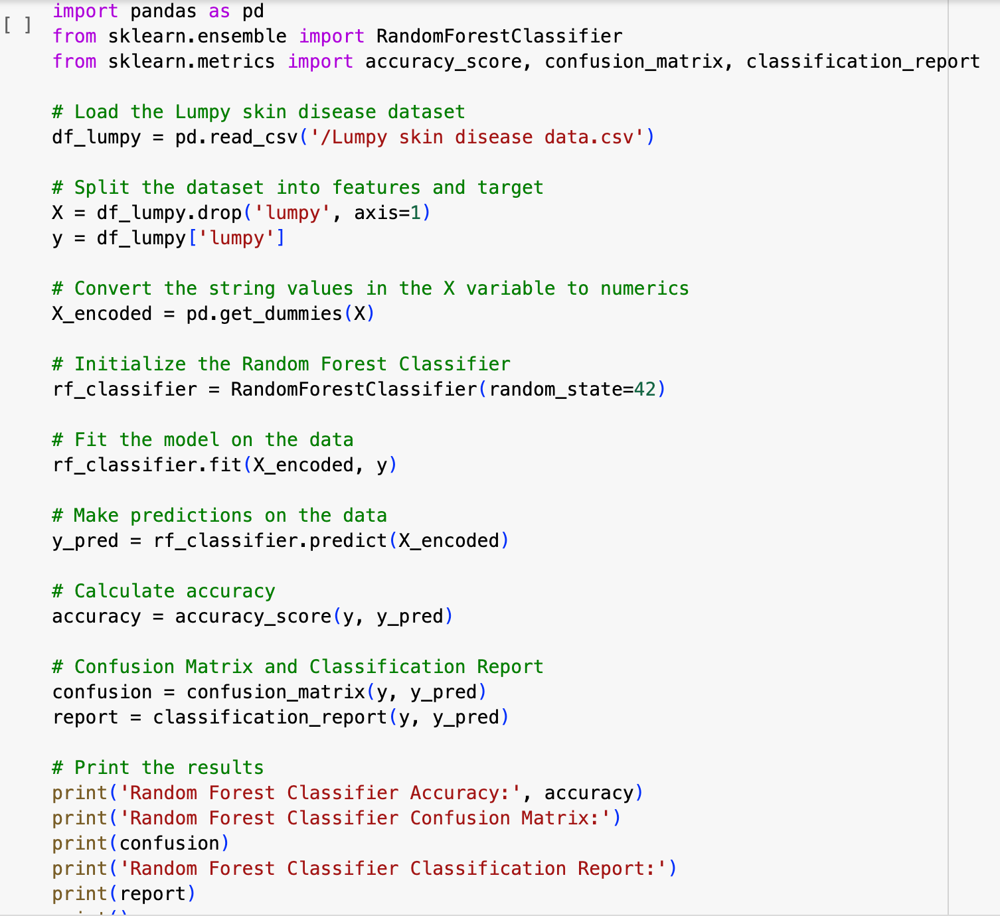 import pandas as pd
[ ]
from sklearn.ensemble import RandomForestClassifier
from sklearn.metrics import accuracy_score, confusion_matrix, classification_report
# Load the Lumpy skin disease dataset
df_lumpy = pd.read_csv('/Lumpy skin disease data.csv')
# Split the dataset into features and target
X = df_lumpy.drop('lumpy', axis=1)
y = df_lumpy['lumpy']
# Convert the string values in the X variable to numerics
X_encoded = pd.get_dummies(X)
# Initialize the Random Forest Classifier
rf_classifier = RandomForestClassifier(random_state=42)
# Fit the model on the data
rf_classifier.fit(X_encoded, y)
# Make predictions on the data
y_pred = rf_classifier.predict(X_encoded)
# Calculate accuracy
accuracy = accuracy_score(y, y_pred)
# Confusion Matrix and Classification Report
confusion = confusion_matrix(y, y_pred)
report = classification_report(y, y_pred)
# Print the results
print('Random Forest Classifier Accuracy:', accuracy)
print('Random Forest Classifier Confusion Matrix:')
print(confusion)
print('Random Forest Classifier Classification Report:')
print(report)